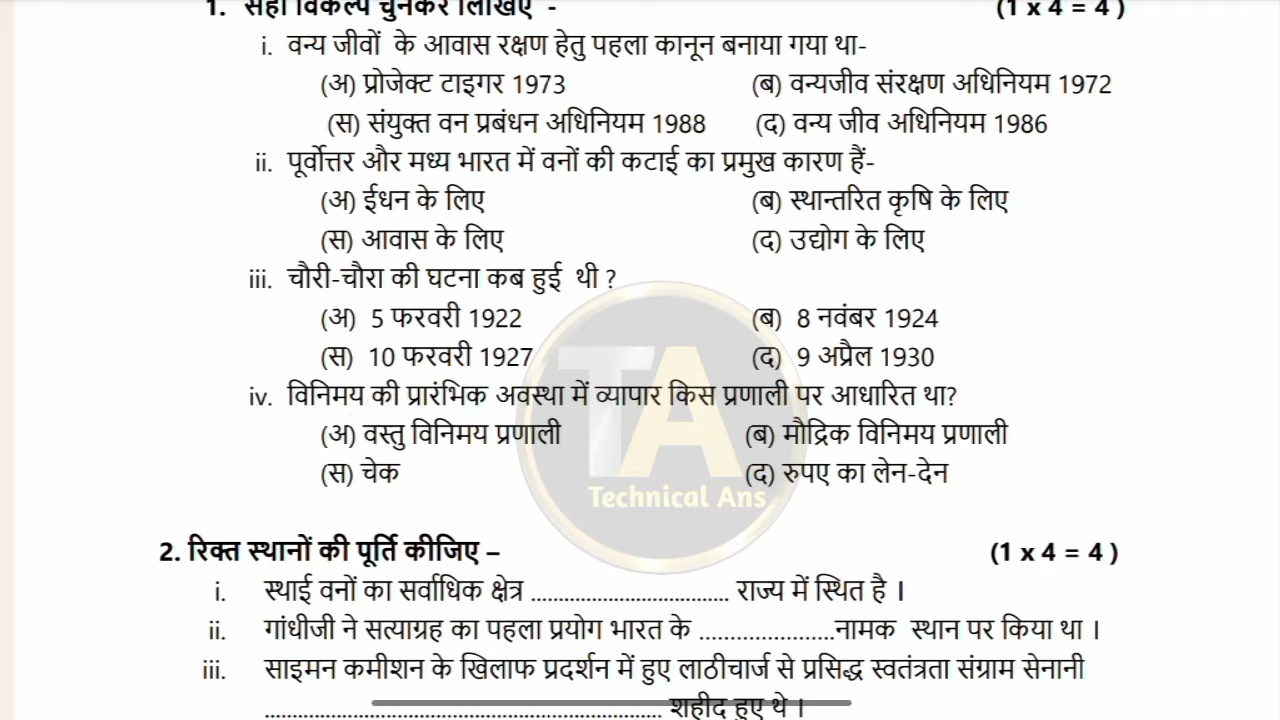 1. सही विकल्प चुनकर लिखिए - (1 x 4 = 4 )
i. वन्य जीवों के आवास रक्षण हेतु पहला कानून बनाया गया था-
(अ) प्रोजेक्ट टाइगर 1973 (ब) वन्यजीव संरक्षण अधिनियम 1972
(स) संयुक्त वन प्रबंधन अधिनियम 1988 (द) वन्य जीव अधिनियम 1986
ii. पूर्वोत्तर और मध्य भारत में वनों की कटाई का प्रमुख कारण हैं-
(अ) ईधन के लिए (ब) स्थान्तरित कृषि के लिए
(स) आवास के लिए (द) उद्योग के लिए
iii. चौरी-चौरा की घटना कब हुई थी ?
(अ) 5 फरवरी 1922 (ब) 8 नवंबर 1924
(स) 10 फरवरी 1927 (द) 9 अप्रैल 1930
iv. विनिमय की प्रारंभिक अवस्था में व्यापार किस प्रणाली पर आधारित था?
(अ) वस्तु विनिमय प्रणाली (ब) मौद्रिक विनिमय प्रणाली
(स) चेक (द) रुपए का लेन-देन
TA
Technical Ans
2. रिक्त स्थानों की पूर्ति कीजिए – (1 x 4 = 4 )
i. स्थाई वनों का सर्वाधिक क्षेत्र .................................. राज्य में स्थित है ।
ii. गांधीजी ने सत्याग्रह का पहला प्रयोग भारत के .......................नामक स्थान पर किया था ।
iii. साइमन कमीशन के खिलाफ प्रदर्शन में हुए लाठीचार्ज से प्रसिद्ध स्वतंत्रता संग्राम सेनानी
.................................................................... शहीद हुए थे ।